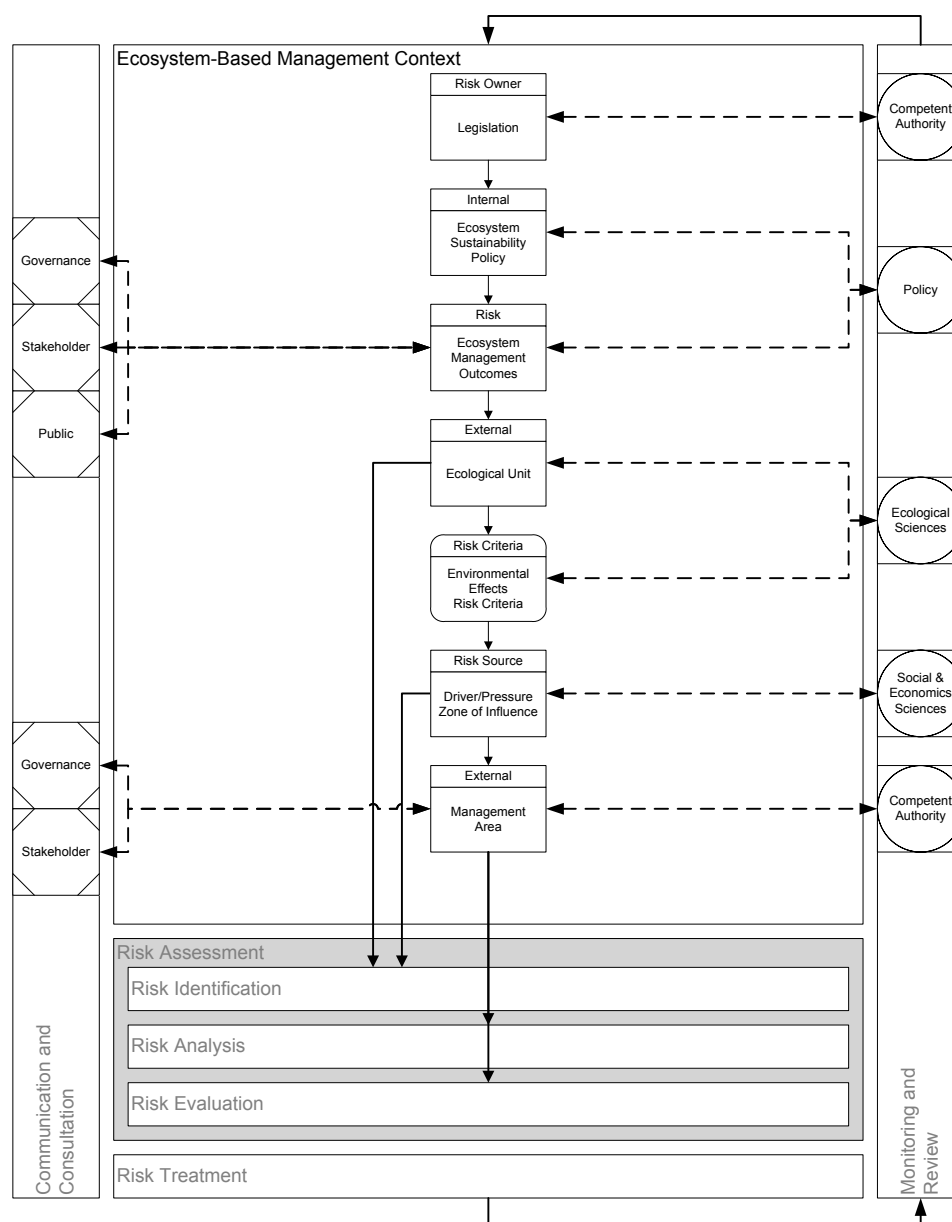 Ecosystem-Based Management Context
Risk Owner
Legislation
Competent
Authority
Internal
Ecosystem
Sustainability
Policy
Governance
Policy
Risk
Ecosystem
Management
Outcomes
Stakeholder
Public
External
Ecological Unit
Ecological
Sciences
Risk Criteria
Environmental
Effects
Risk Criteria
Risk Source
Driver/Pressure
Zone of Influence
Social &
Economics
Sciences
Governance
External
Management
Area
Competent
Authority
Stakeholder
Risk Assessment
Risk Identification
Risk Analysis
Risk Evaluation
Risk Treatment
Communication and
Consultation
Monitoring and
Review